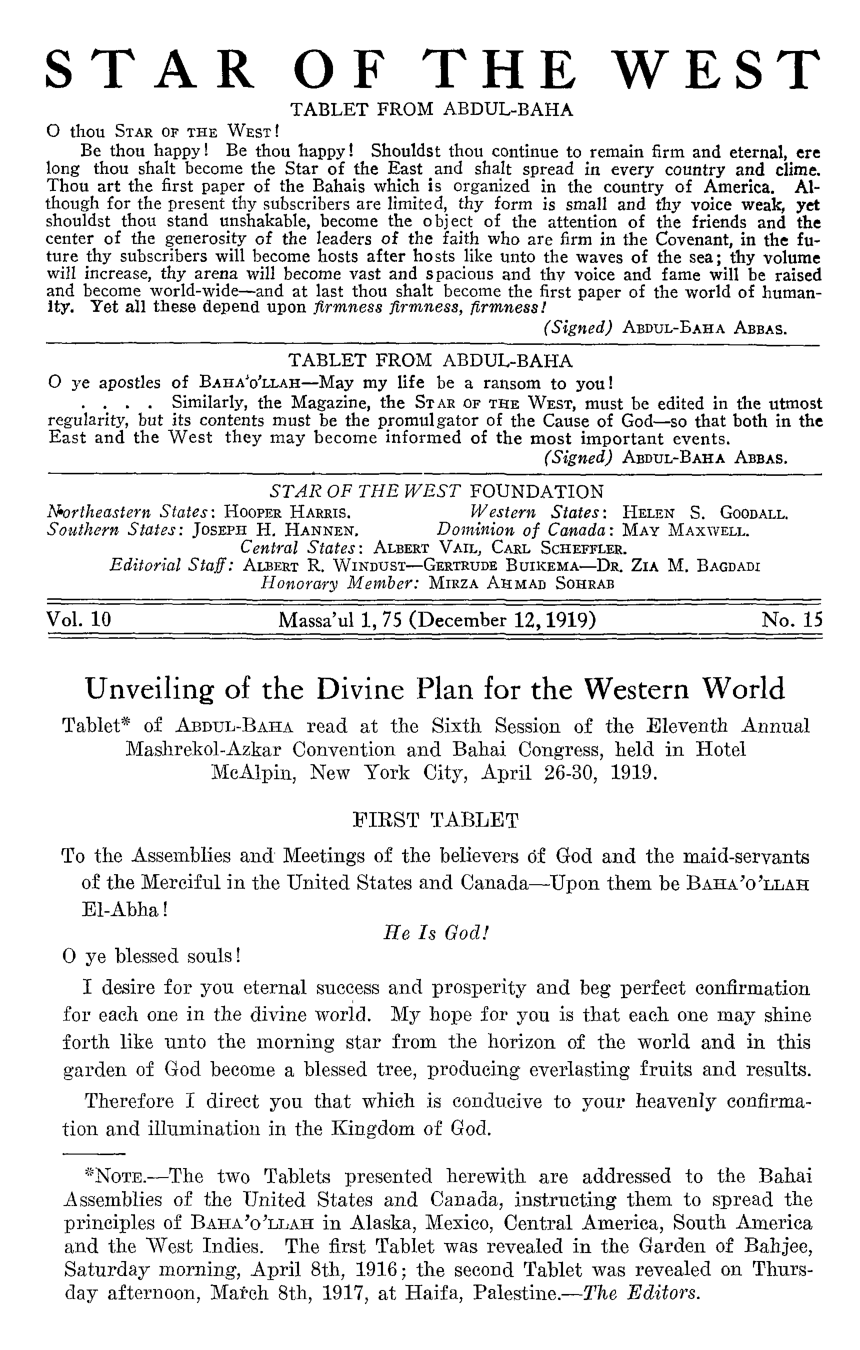 STAR OF THE WEST
TABLET FROM ABDUL-BAHA
O thou STAR OF THE WEST!
Be thou happy! Be thou happy! Shouldst thou continue to remain firm and eternal, ere
long thou shalt become the Star of the East and shalt spread in every country and clime.
Thou art the first paper of the Bahais which is organized in the country of America. Al-
though for the present thy subscribers are limited, thy form is small and thy voice weak, yet
shouldst thou stand unshakable, become the object of the attention of the friends and the
center of the generosity of the leaders of the faith who are firm in the Covenant, in the fu-
ture thy subscribers will become hosts after hosts like unto the waves of the sea; thy volume
will increase, thy arena will become vast and spacious and thy voice and fame will be raised
and become world-wide—and at last thou shalt become the first paper of the world of human-
ity. Yet all these depend upon firmness firmness, firmness!
(Signed) ABDUL-BAHA ABBAS.
TABLET FROM ABDUL-BAHA
O ye apostles of BAHA'O'LLAH—May my life be a ransom to you!
. . . . Similarly, the Magazine, the STAR OF THE WEST, must be edited in the utmost
regularity, but its contents must be the promulgator of the Cause of God—so that both in the
East and the West they may become informed of the most important events.
(Signed) ABDUL-BAHA ABBAS.
STAR OF THE WEST FOUNDATION
Northeastern States: HOOPER HARRIS. Western States: HELEN S. GOODALL.
Southern States: JOSEPH H. HANNEN. Dominion of Canada: MAY MAXWELL.
Central States: ALBERT VAIL, CARL SCHEFFLER.
Editorial Staff: ALBERT R. WINDUST—GERTRUDE BUIKEMA—DR. ZIA M. BAGDADI
Honorary Member: MIRZA AHMAD SOHRAB
Vol. 10 Massa'ul 1, 75 (December 12, 1919) No. 15
Unveiling of the Divine Plan for the Western World
Tablet* of ABDUL-BAHA read at the Sixth Session of the Eleventh Annual
Mashrekol-Azkar Convention and Bahai Congress, held in Hotel
McAlpin, New York City, April 26-30, 1919.
FIRST TABLET
To the Assemblies and Meetings of the believers of God and the maid-servants
of the Merciful in the United States and Canada—Upon them be BAHA'O'LLAH
El-Abha!
He Is God!
O ye blessed souls!
I desire for you eternal success and prosperity and beg perfect confirmation
for each one in the divine world. My hope for you is that each one may shine
forth like unto the morning star from the horizon of the world and in this
garden of God become a blessed tree, producing everlasting fruits and results.
Therefore I direct you that which is conducive to your heavenly confirma-
tion and illumination in the Kingdom of God.
*NOTE.—The two Tablets presented herewith are addressed to the Bahai
Assemblies of the United States and Canada, instructing them to spread the
principles of BAHA'O'LLAH in Alaska, Mexico, Central America, South America
and the West Indies. The first Tablet was revealed in the Garden of Bahjee,
Saturday morning, April 8th, 1916; the second Tablet was revealed on Thurs-
day afternoon, March 8th, 1917, at Haifa, Palestine.—The Editors.